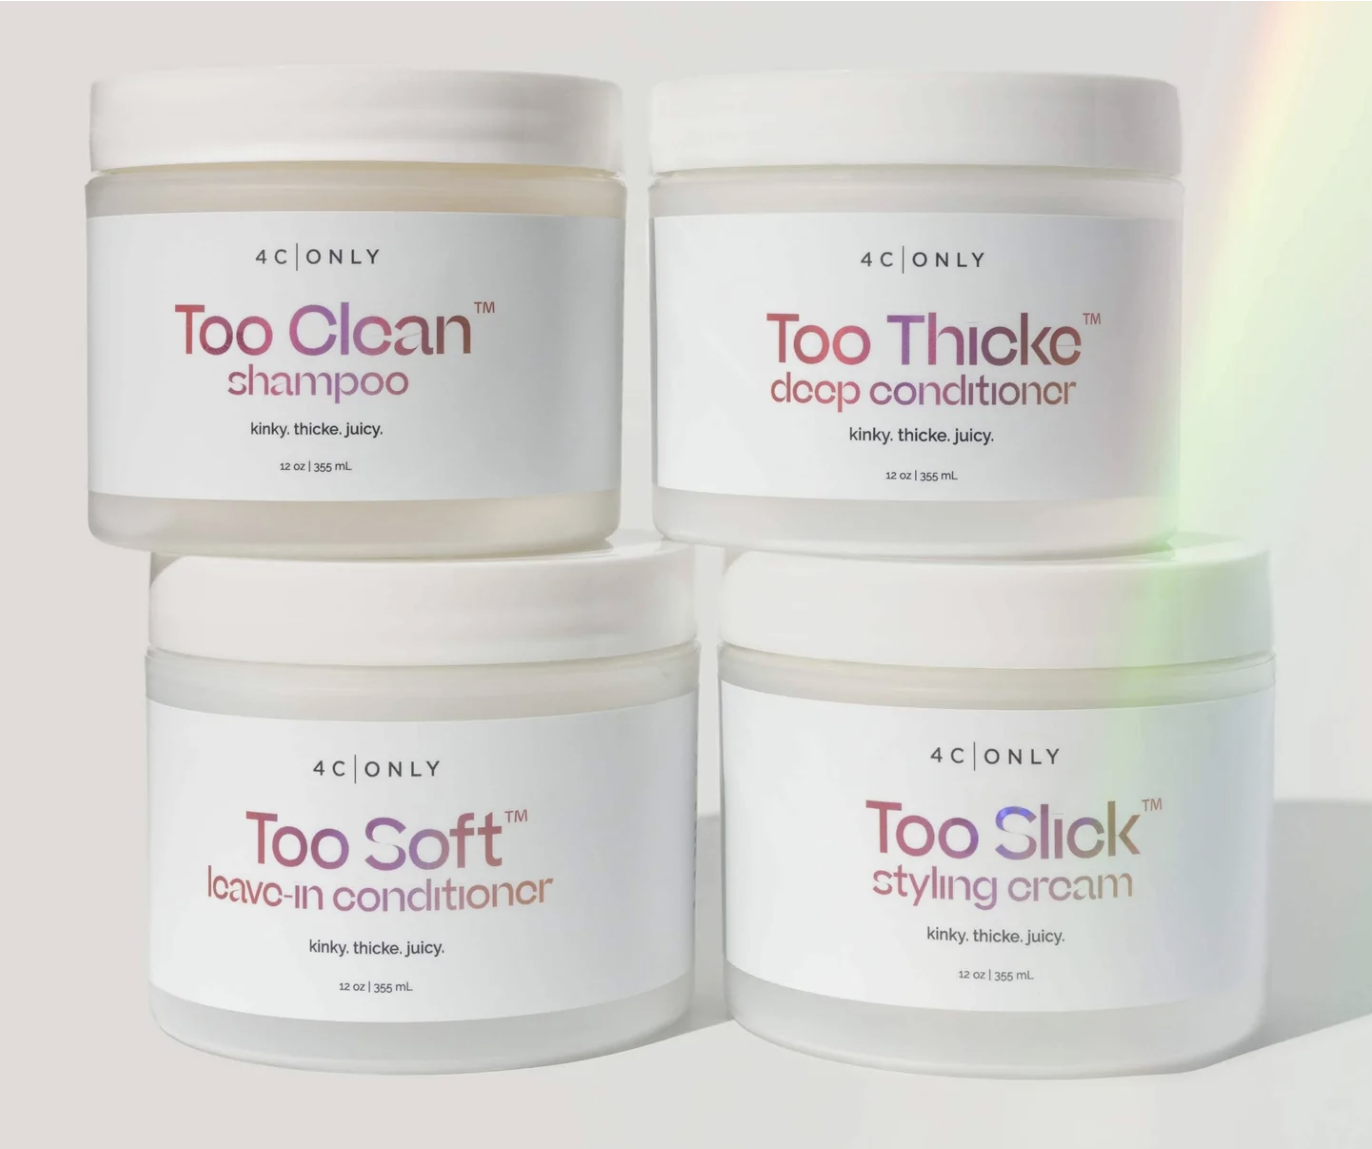 4C|ONLY
Too Clean™
shampoo
kinky. thicke. juicy.
12 oz | 355 mL
4C|ONLY
Too Thicke™
deep conditioner
kinky. thicke. juicy.
12 oz | 355 mL
4C|ONLY
Too Soft™
leave-in conditioner
kinky. thicke. juicy.
12 oz | 355 mL
4C|ONLY
Too Slick™
styling cream
kinky. thicke. juicy.
12 oz | 355 mL